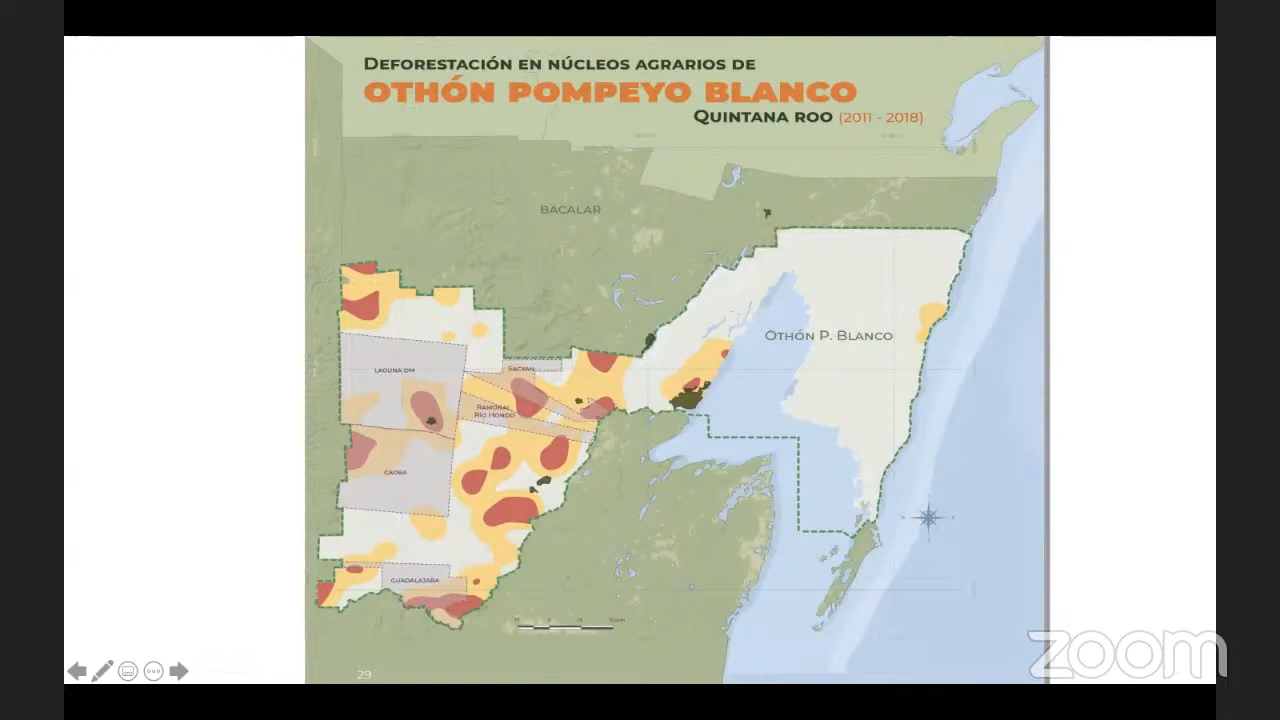 DEFORESTACIÓN EN NÚCLEOS AGRARIOS DE
OTHÓN POMPEYO BLANCO
QUINTANA ROO (2011 - 2018)
BACALAR
OTHÓN P. BLANCO
LAGUNA OM
SACXAN
RAMONAL
RÍO HONDO
CAOBA
GUADALAJARA
29
zoom